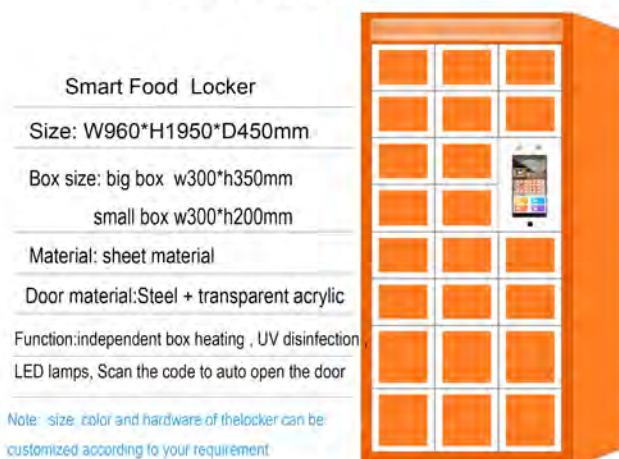 Smart Food Locker
Size: W960*H1950*D450mm
Box size: big box w300*h350mm
small box w300*h200mm
Material: sheet material
Door material:Steel + transparent acrylic
Function:independent box heating , UV disinfection ,
LED lamps, Scan the code to auto open the door
Note: size color and hardware of thelocker can be
customized according to your requirement